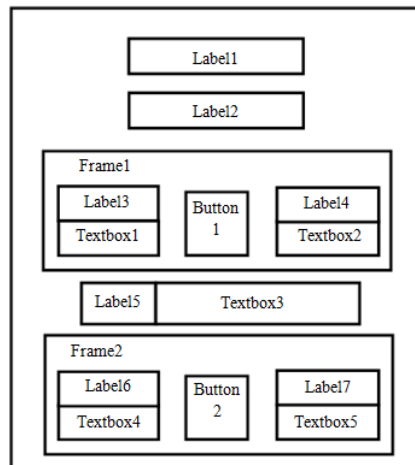 Label1
Label2
Frame1
Label3
Button
1
Label4
Textbox1
Textbox2
Label5
Textbox3
Frame2
Label6
Button
2
Label7
Textbox4
Textbox5